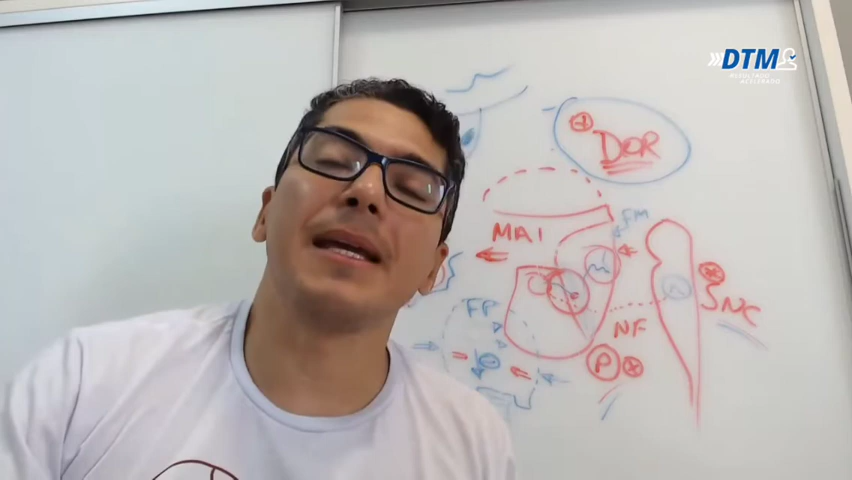 DTM
RESULTADO
ACELERADO
DOR
FM
MAI
SNC
FP
NF
P